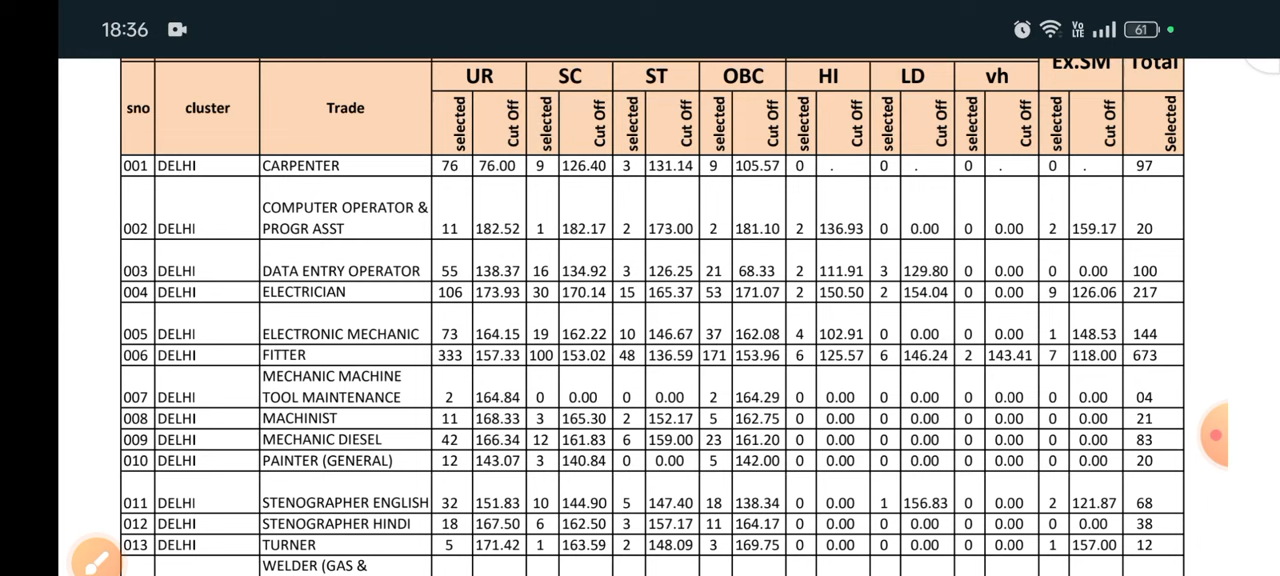 18:36 Vo LTE 61
Ex.SM Total
UR SC ST OBC HI LD vh
sno cluster Trade selected Cut Off selected Cut Off selected Cut Off selected Cut Off selected Cut Off selected Cut Off selected Cut Off selected Cut Off Selected
001 DELHI CARPENTER 76 76.00 9 126.40 3 131.14 9 105.57 0 . 0 . 0 . 0 . 97
COMPUTER OPERATOR &
002 DELHI PROGR ASST 11 182.52 1 182.17 2 173.00 2 181.10 2 136.93 0 0.00 0 0.00 2 159.17 20
003 DELHI DATA ENTRY OPERATOR 55 138.37 16 134.92 3 126.25 21 68.33 2 111.91 3 129.80 0 0.00 0 0.00 100
004 DELHI ELECTRICIAN 106 173.93 30 170.14 15 165.37 53 171.07 2 150.50 2 154.04 0 0.00 9 126.06 217
005 DELHI ELECTRONIC MECHANIC 73 164.15 19 162.22 10 146.67 37 162.08 4 102.91 0 0.00 0 0.00 1 148.53 144
006 DELHI FITTER 333 157.33 100 153.02 48 136.59 171 153.96 6 125.57 6 146.24 2 143.41 7 118.00 673
MECHANIC MACHINE
007 DELHI TOOL MAINTENANCE 2 164.84 0 0.00 0 0.00 2 164.29 0 0.00 0 0.00 0 0.00 0 0.00 04
008 DELHI MACHINIST 11 168.33 3 165.30 2 152.17 5 162.75 0 0.00 0 0.00 0 0.00 0 0.00 21
009 DELHI MECHANIC DIESEL 42 166.34 12 161.83 6 159.00 23 161.20 0 0.00 0 0.00 0 0.00 0 0.00 83
010 DELHI PAINTER (GENERAL) 12 143.07 3 140.84 0 0.00 5 142.00 0 0.00 0 0.00 0 0.00 0 0.00 20
011 DELHI STENOGRAPHER ENGLISH 32 151.83 10 144.90 5 147.40 18 138.34 0 0.00 1 156.83 0 0.00 2 121.87 68
012 DELHI STENOGRAPHER HINDI 18 167.50 6 162.50 3 157.17 11 164.17 0 0.00 0 0.00 0 0.00 0 0.00 38
013 DELHI TURNER 5 171.42 1 163.59 2 148.09 3 169.75 0 0.00 0 0.00 0 0.00 1 157.00 12
WELDER (GAS &